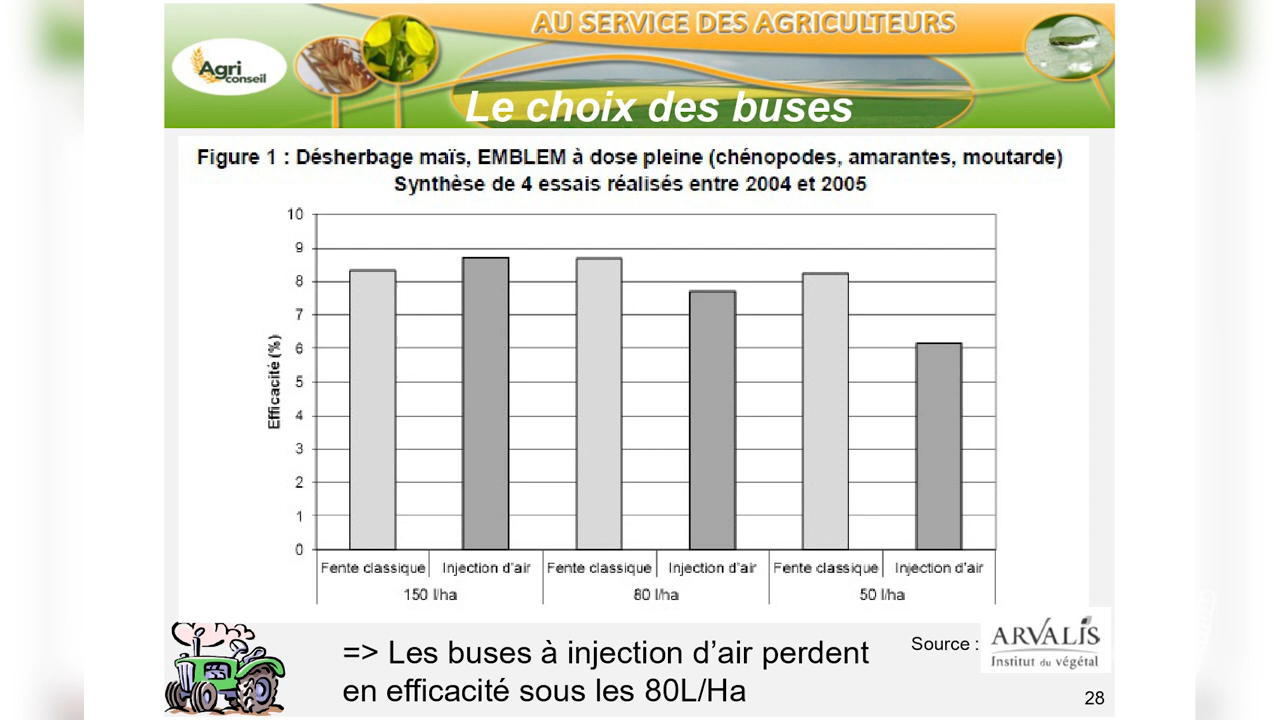 AU SERVICE DES AGRICULTEURS
Agri
conseil
Le choix des buses
Figure 1 : Désherbage maïs, EMBLEM à dose pleine (chénopodes, amarantes, moutarde)
Synthèse de 4 essais réalisés entre 2004 et 2005
10
9
8
7
6
5
4
3
2
1
0
Efficacité (%)
Fente classique Injection d'air Fente classique Injection d'air Fente classique Injection d'air
150 l/ha 80 l/ha 50 l/ha
=> Les buses à injection d’air perdent
en efficacité sous les 80L/Ha
Source :
ARVALIS
Institut du végétal
28